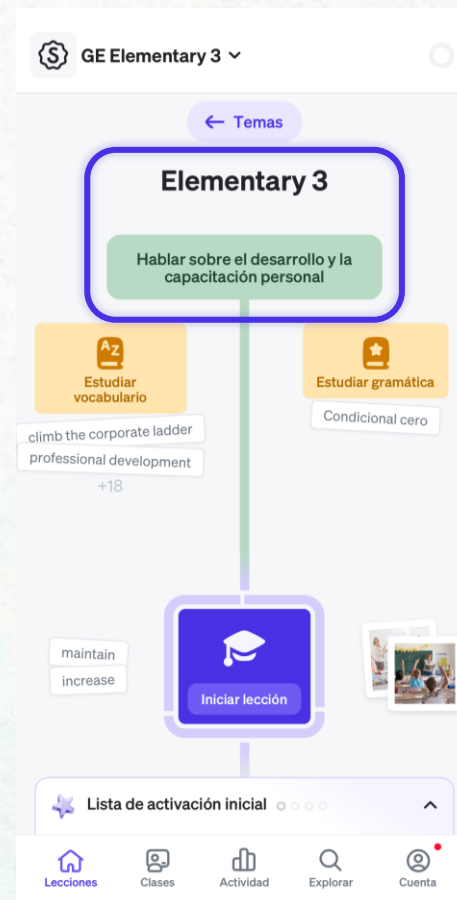 S GE Elementary 3
Temas
Elementary 3
Hablar sobre el desarrollo y la
capacitación personal
AZ
Estudiar
vocabulario
climb the corporate ladder
professional development
+18
Estudiar gramática
Condicional cero
maintain
increase
Iniciar lección
Lista de activación inicial
Lecciones
Clases
Actividad
Explorar
Cuenta